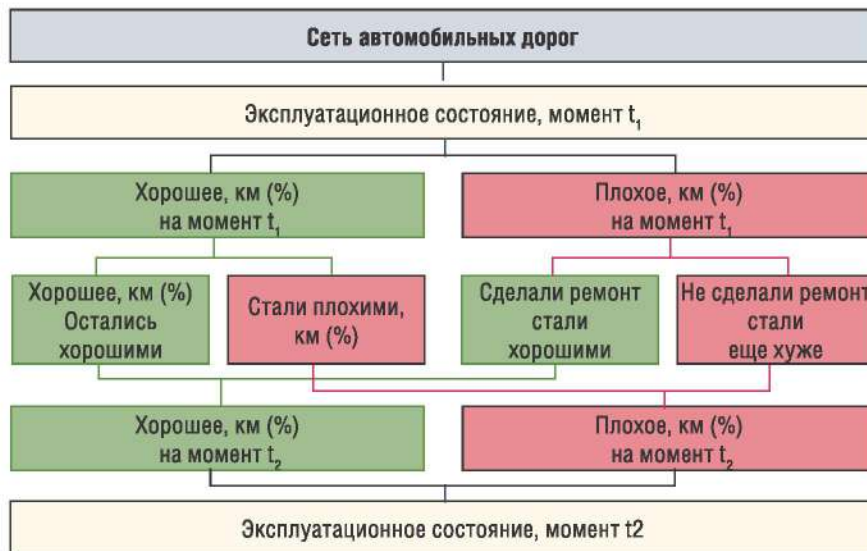 Сеть автомобильных дорог
Эксплуатационное состояние, момент t₁
Хорошее, км (%)
на момент t₁
Плохое, км (%)
на момент t₁
Хорошее, км (%)
Остались
хорошими
Стали плохими,
км (%)
Сделали ремонт
стали
хорошими
Не сделали ремонт
стали
еще хуже
Хорошее, км (%)
на момент t₂
Плохое, км (%)
на момент t₂
Эксплуатационное состояние, момент t2